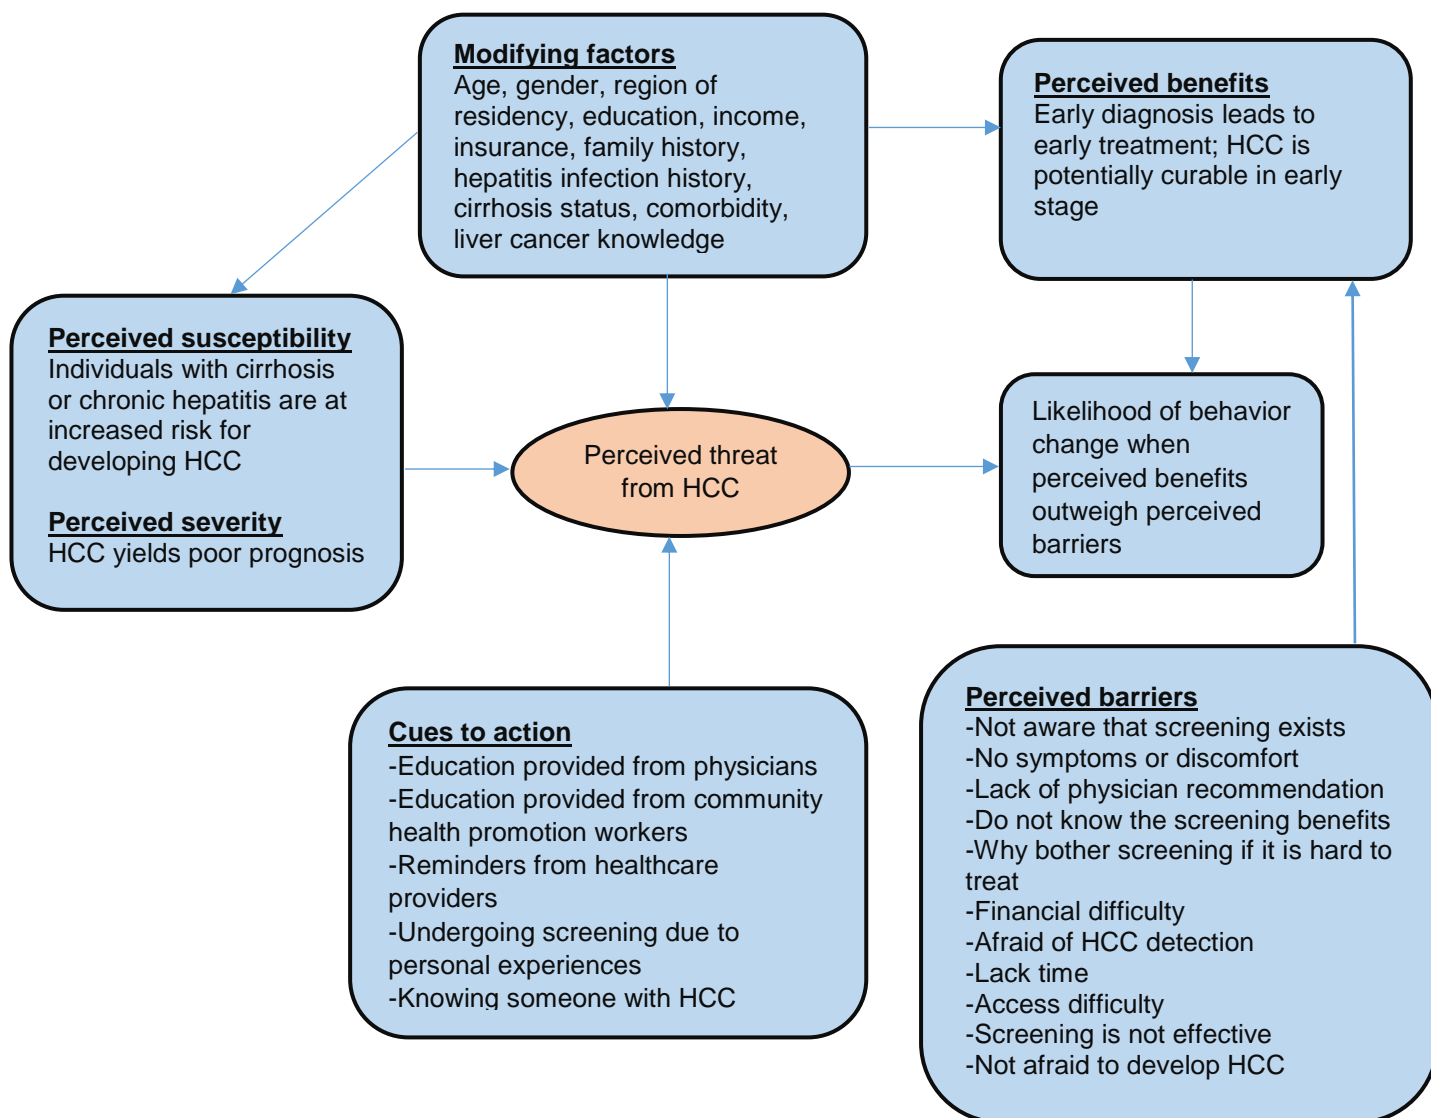 Modifying factors
Age, gender, region of
residency, education, income,
insurance, family history,
hepatitis infection history,
cirrhosis status, comorbidity,
liver cancer knowledge
Perceived benefits
Early diagnosis leads to
early treatment; HCC is
potentially curable in early
stage
Perceived susceptibility
Individuals with cirrhosis
or chronic hepatitis are at
increased risk for
developing HCC
Perceived severity
HCC yields poor prognosis
Perceived threat
from HCC
Likelihood of behavior
change when
perceived benefits
outweigh perceived
barriers
Cues to action
-Education provided from physicians
-Education provided from community
health promotion workers
-Reminders from healthcare
providers
-Undergoing screening due to
personal experiences
-Knowing someone with HCC
Perceived barriers
-Not aware that screening exists
-No symptoms or discomfort
-Lack of physician recommendation
-Do not know the screening benefits
-Why bother screening if it is hard to
treat
-Financial difficulty
-Afraid of HCC detection
-Lack time
-Access difficulty
-Screening is not effective
-Not afraid to develop HCC